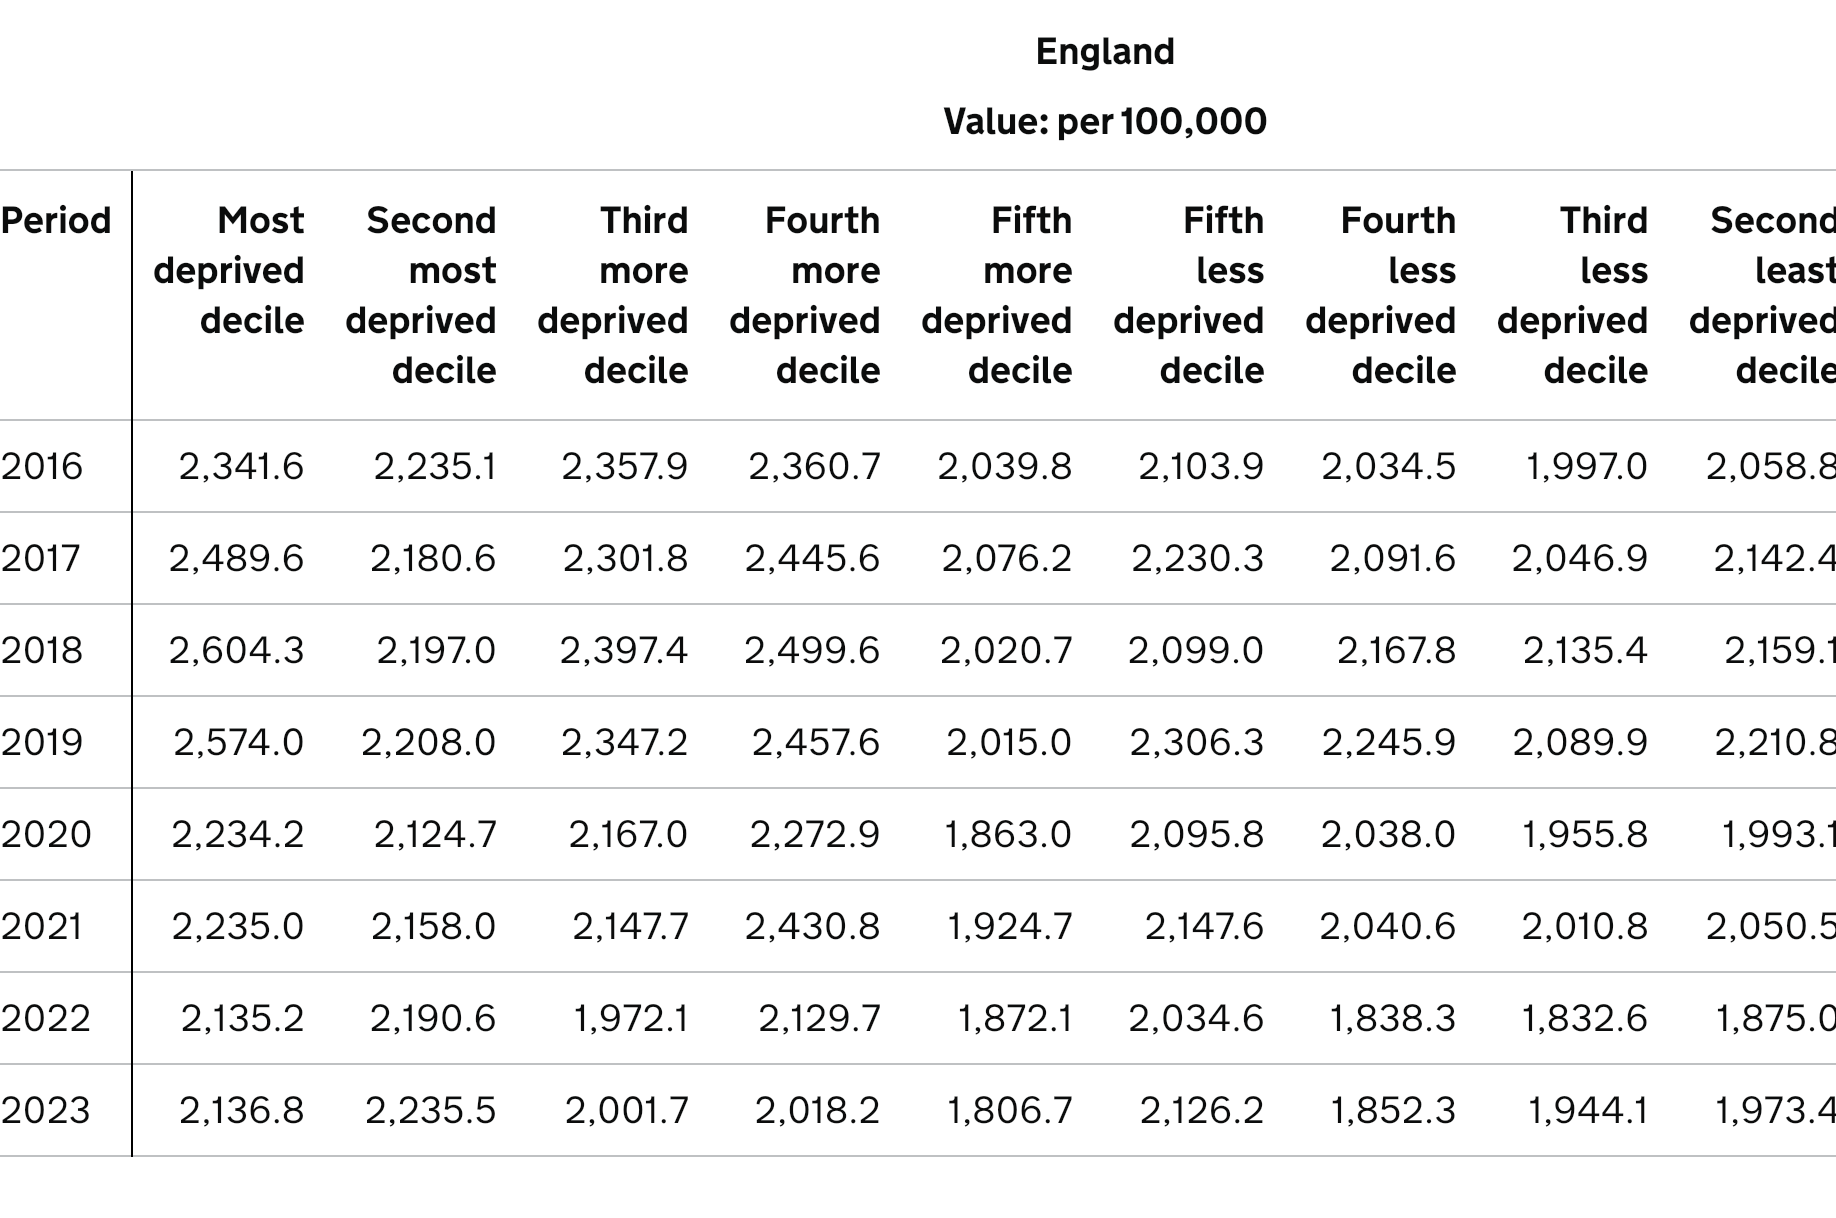 England
Value: per 100,000
Period Most Second Third Fourth Fifth Fifth Fourth Third Second
deprived most more more more less less less least
decile deprived deprived deprived deprived deprived deprived deprived deprived
decile decile decile decile decile decile decile decile
2016 2,341.6 2,235.1 2,357.9 2,360.7 2,039.8 2,103.9 2,034.5 1,997.0 2,058.8
2017 2,489.6 2,180.6 2,301.8 2,445.6 2,076.2 2,230.3 2,091.6 2,046.9 2,142.4
2018 2,604.3 2,197.0 2,397.4 2,499.6 2,020.7 2,099.0 2,167.8 2,135.4 2,159.1
2019 2,574.0 2,208.0 2,347.2 2,457.6 2,015.0 2,306.3 2,245.9 2,089.9 2,210.8
2020 2,234.2 2,124.7 2,167.0 2,272.9 1,863.0 2,095.8 2,038.0 1,955.8 1,993.1
2021 2,235.0 2,158.0 2,147.7 2,430.8 1,924.7 2,147.6 2,040.6 2,010.8 2,050.5
2022 2,135.2 2,190.6 1,972.1 2,129.7 1,872.1 2,034.6 1,838.3 1,832.6 1,875.0
2023 2,136.8 2,235.5 2,001.7 2,018.2 1,806.7 2,126.2 1,852.3 1,944.1 1,973.4